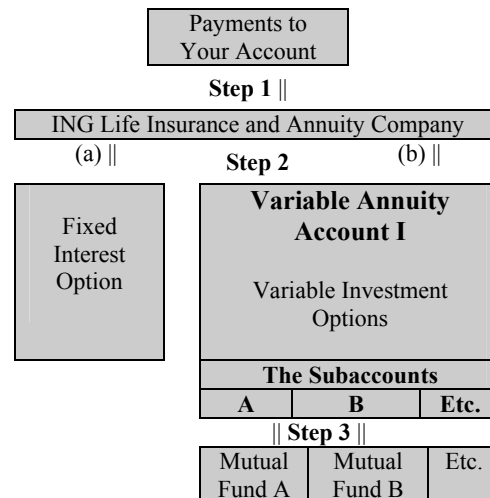 Payments to
Your Account
Step 1 ||
ING Life Insurance and Annuity Company
(a) || Step 2 (b) ||
Fixed
Interest
Option
Variable Annuity
Account I
Variable Investment
Options
The Subaccounts
A B Etc.
|| Step 3 ||
Mutual Mutual Etc.
Fund A Fund B